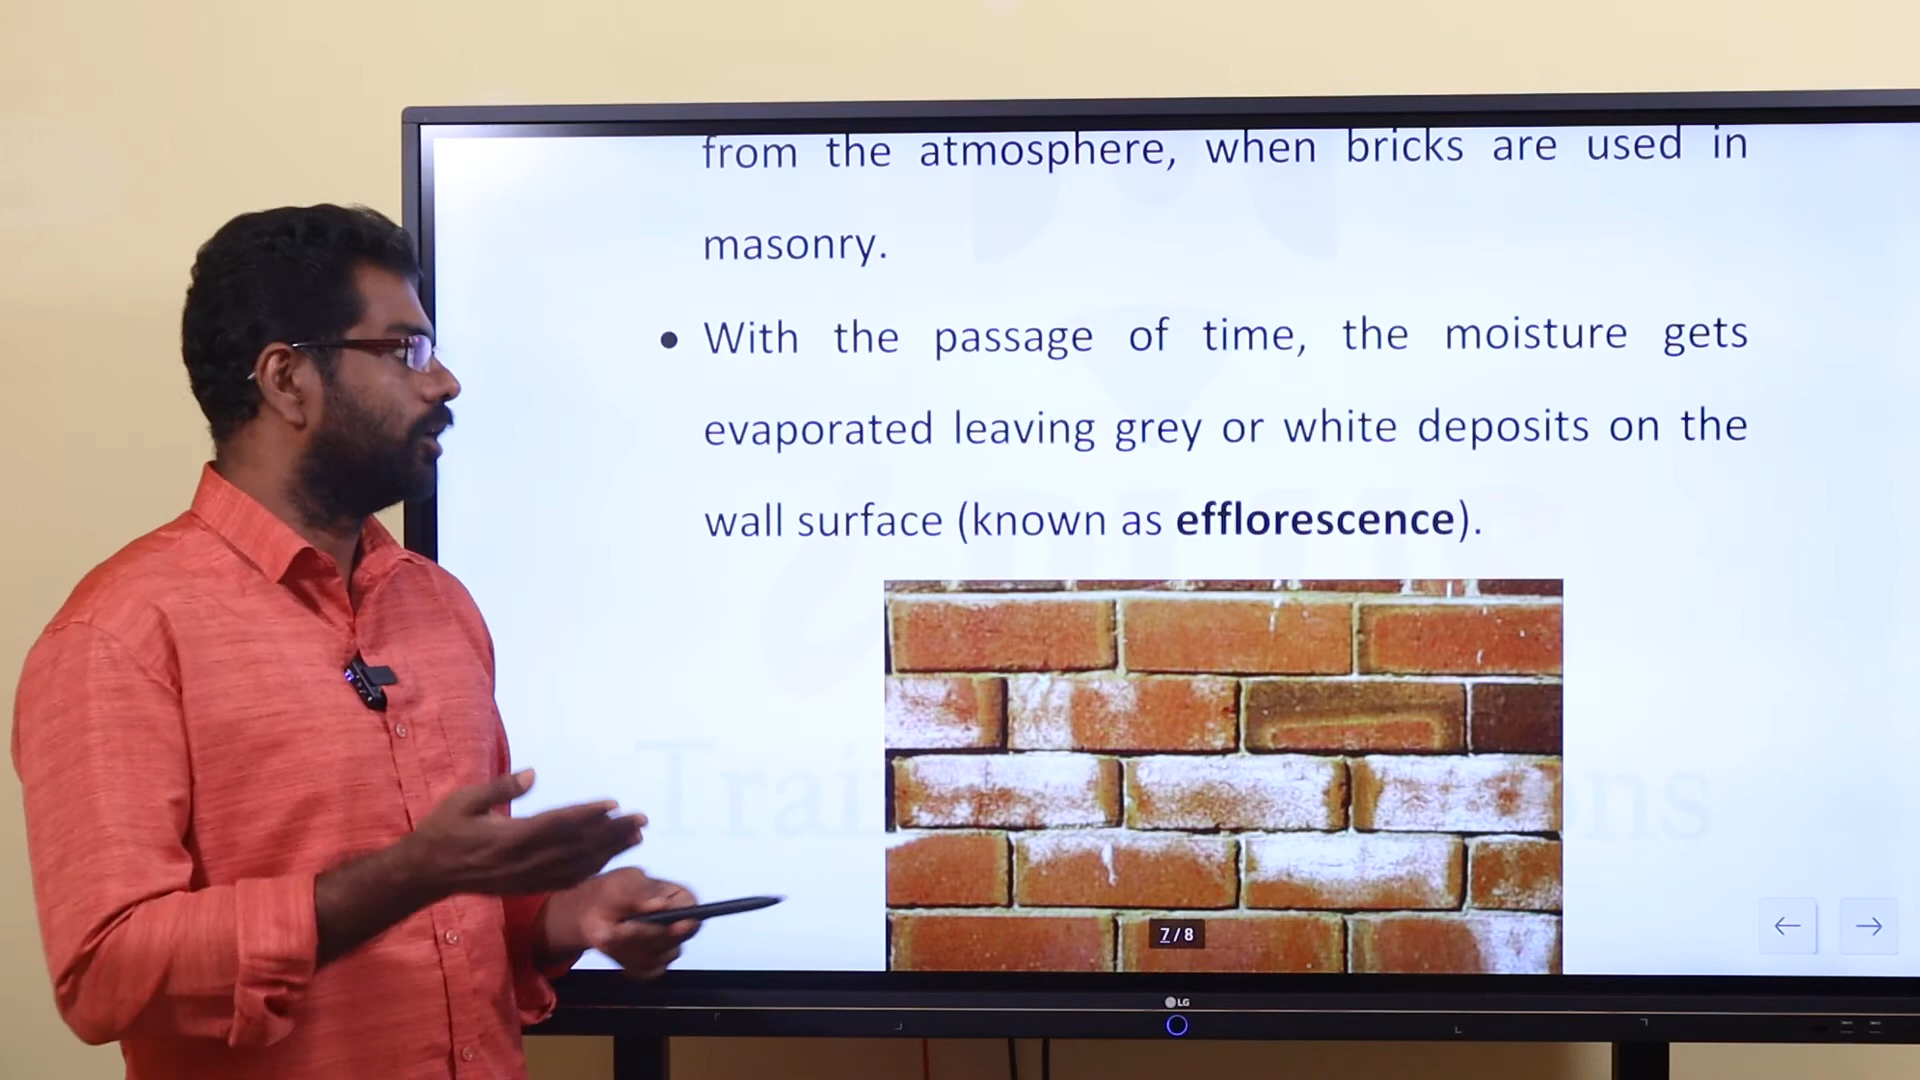 from the atmosphere, when bricks are used in
masonry.
• With the passage of time, the moisture gets
evaporated leaving grey or white deposits on the
wall surface (known as efflorescence).
7/8
LG